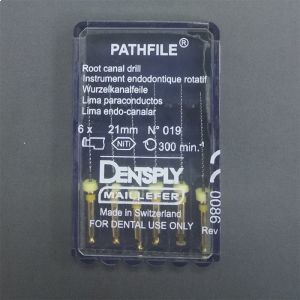 PATHFILE®
Root canal drill
Instrument endodontique rotatif
Wurzelkanalfeile
Lima paraconductos
Lima endo-canalar
6 x 21mm N° 019
NiTi 300 min.⁻¹
DENTSPLY
MAILLEFER
Made in Switzerland
FOR DENTAL USE ONLY
0086
Rev